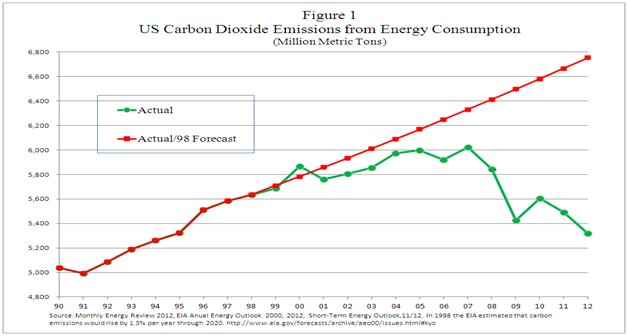 Figure 1
US Carbon Dioxide Emissions from Energy Consumption
(Million Metric Tons)
6,800
6,600
6,400
6,200
6,000
5,800
5,600
5,400
5,200
5,000
4,800
Actual
Actual/98 Forecast
90 91 92 93 94 95 96 97 98 99 00 01 02 03 04 05 06 07 08 09 10 11 12
Source: Monthly Energy Review 2012, EIA Anual Energy Outlook 2000, 2012, Short-Term Energy Outlook,11/12, In 1998 the EIA estimated that carbon
emissions would rise by 1.3% per year through 2020. http://www.eia.gov/forecasts/archive/aeo00/issues.html#kyo